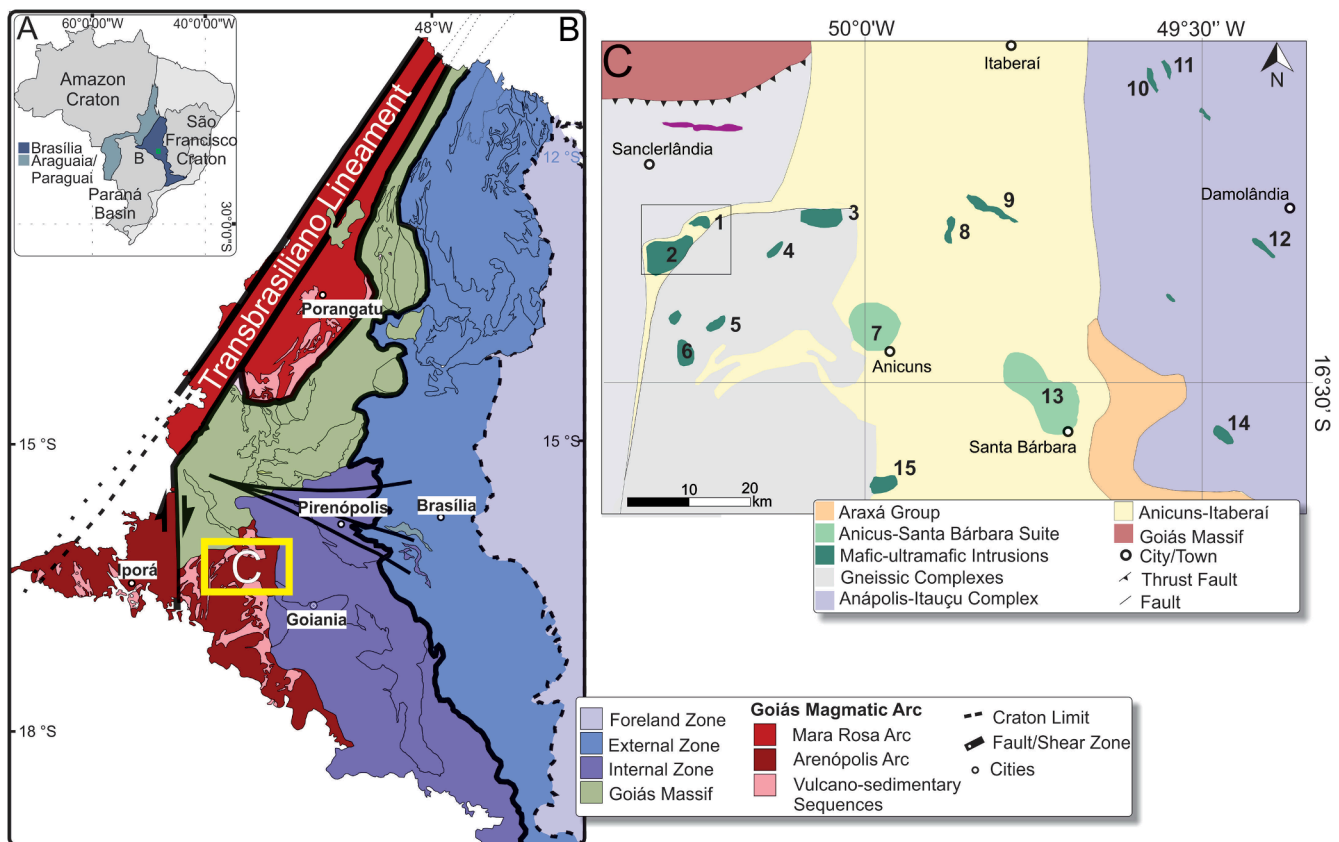 A
60°0'00"W
40°0'00"W
Amazon
Craton
São
Francisco
Craton
B
Brasília
Araguaia/
Paraguaí
Paraná
Basin
30°0'0"S
B
48°W
12 °S
Transbrasiliano Lineament
Porangatu
15 °S
15 °S
Pirenópolis
Brasília
Iporá
C
Goiania
18 °S
Foreland Zone
External Zone
Internal Zone
Goiás Massif
Goiás Magmatic Arc
Mara Rosa Arc
Arenópolis Arc
Vulcano-sedimentary
Sequences
Craton Limit
Fault/Shear Zone
Cities
C
50°0'0" W
49°30'' W
Itaberaí
N
10
11
Sanclerlândia
Damolândia
1
2
3
4
5
6
7
8
9
12
Anicuns
13
16°30' S
Santa Bárbara
14
15
0
10
20
km
Araxá Group
Anicus-Santa Bárbara Suite
Mafic-ultramafic Intrusions
Gneissic Complexes
Anápolis-Itauçu Complex
Anicuns-Itaberaí
Goiás Massif
City/Town
Thrust Fault
Fault